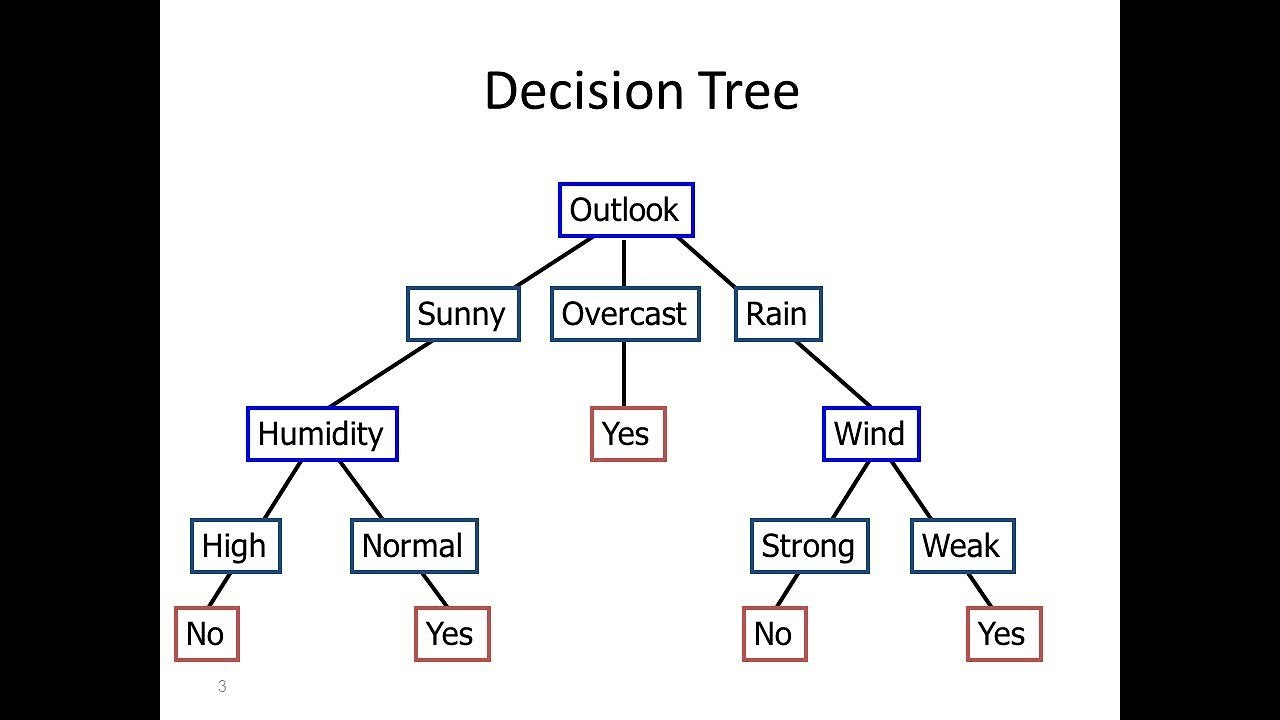 Decision Tree
Outlook
Sunny
Overcast
Rain
Humidity
Yes
Wind
High
Normal
Strong
Weak
No
Yes
No
Yes
3